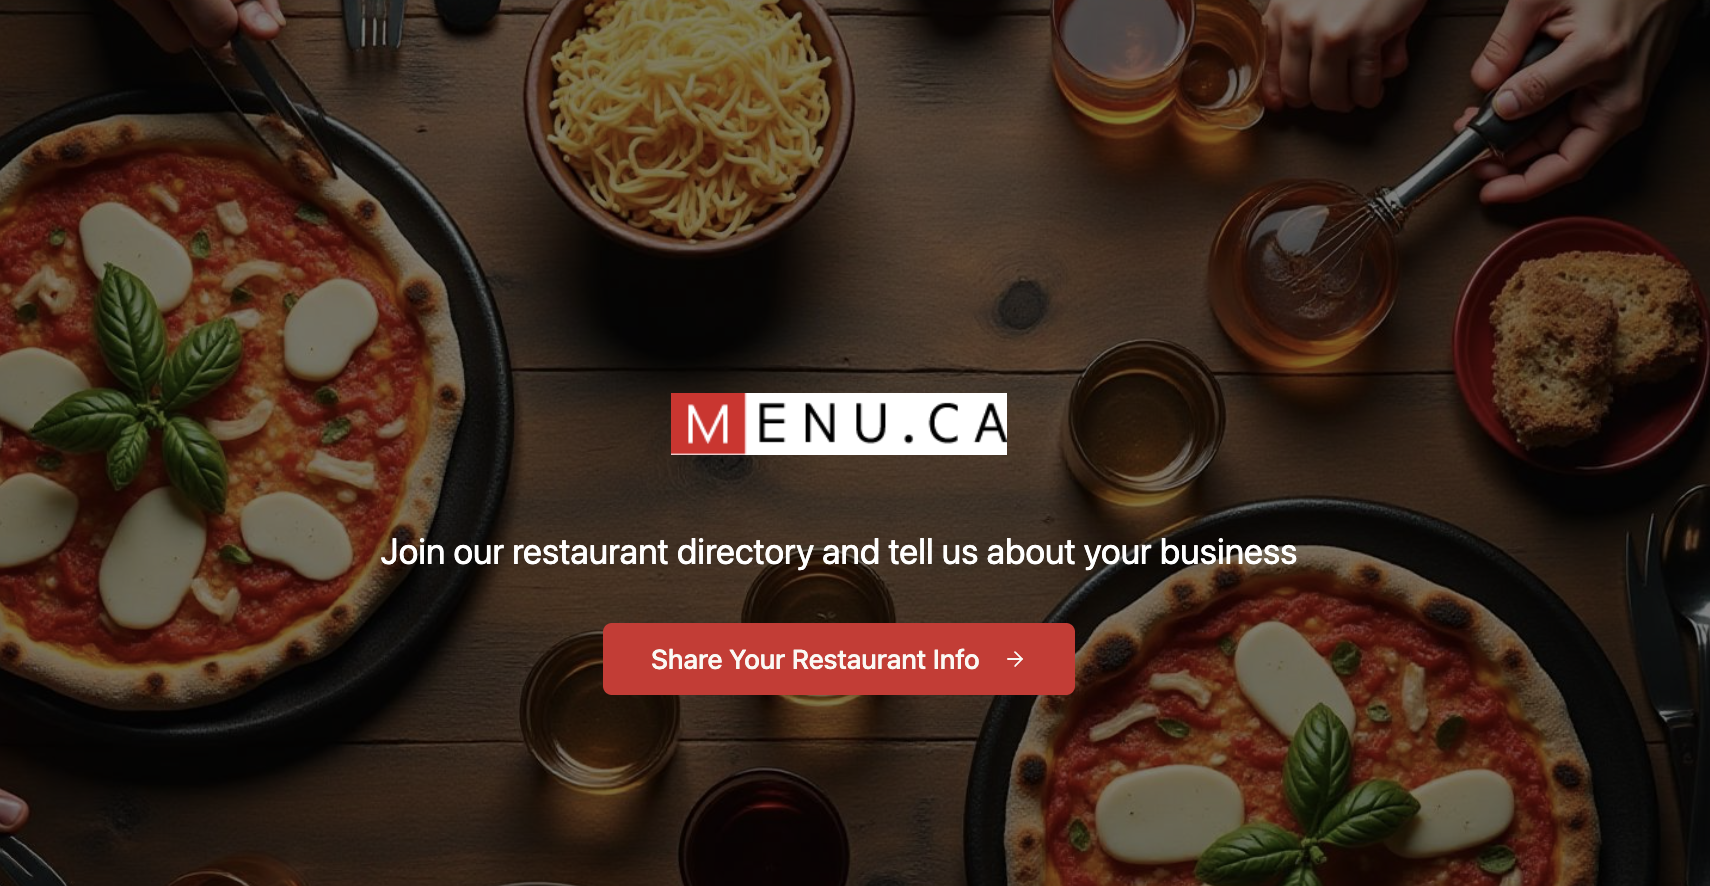 MENU.CA
Join our restaurant directory and tell us about your business
Share Your Restaurant Info →